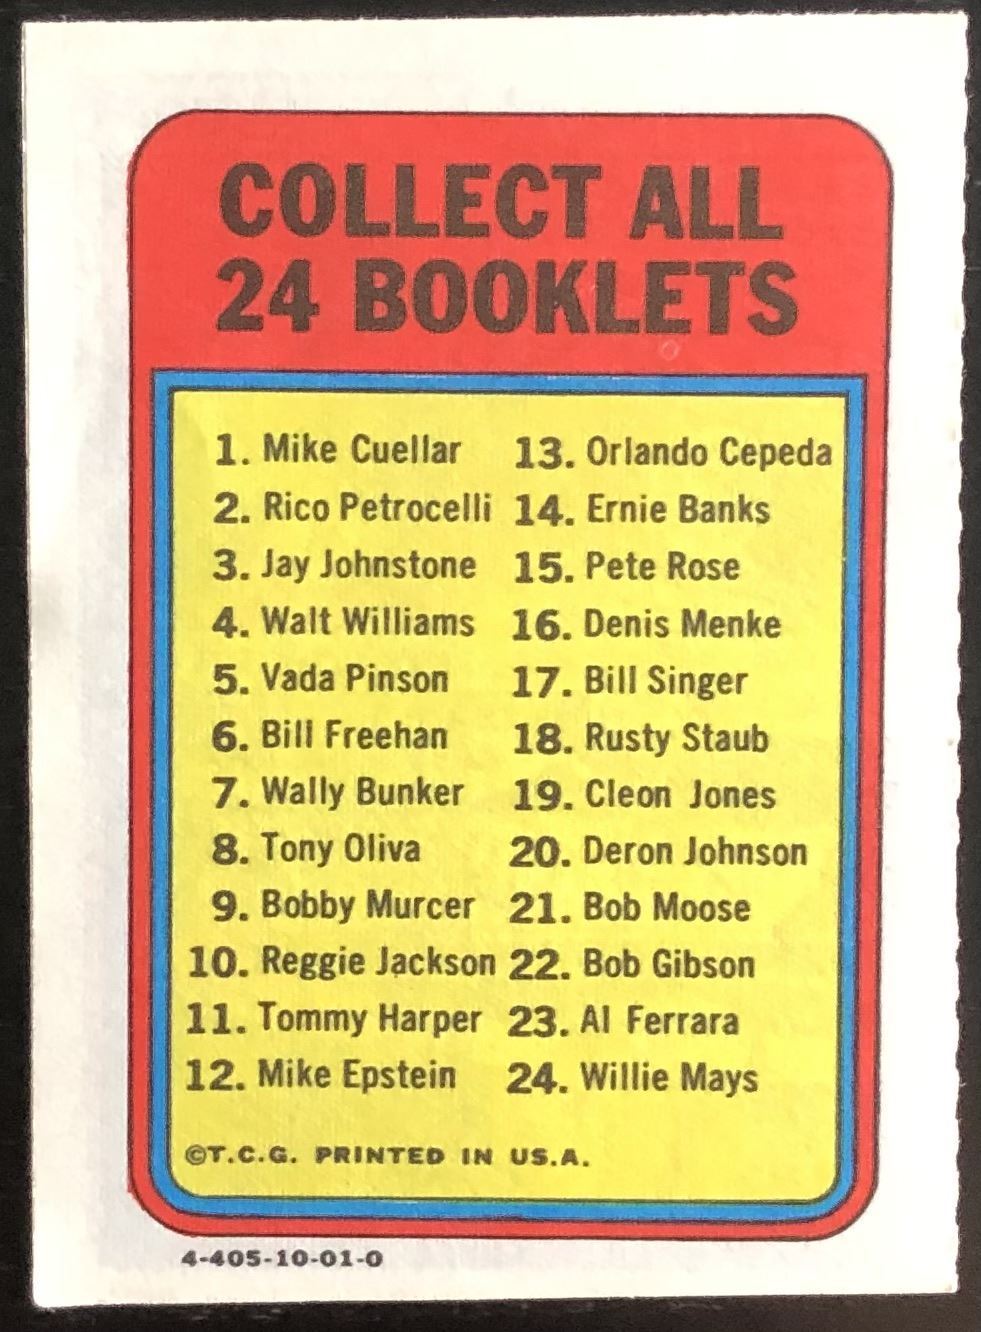 COLLECT ALL
24 BOOKLETS
1. Mike Cuellar
2. Rico Petrocelli
3. Jay Johnstone
4. Walt Williams
5. Vada Pinson
6. Bill Freehan
7. Wally Bunker
8. Tony Oliva
9. Bobby Murcer
10. Reggie Jackson
11. Tommy Harper
12. Mike Epstein
13. Orlando Cepeda
14. Ernie Banks
15. Pete Rose
16. Denis Menke
17. Bill Singer
18. Rusty Staub
19. Cleon Jones
20. Deron Johnson
21. Bob Moose
22. Bob Gibson
23. Al Ferrara
24. Willie Mays
©T.C.G. PRINTED IN U.S.A.
4-405-10-01-0